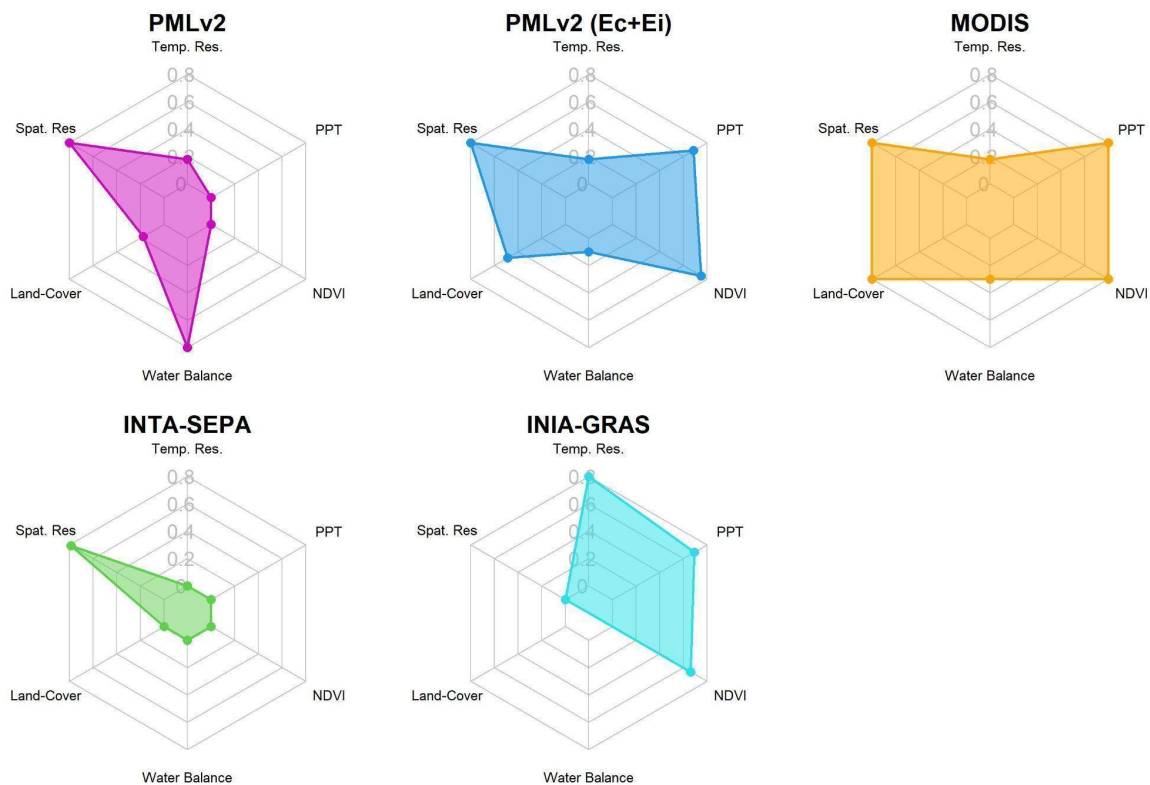 PMLv2
Temp. Res.
0.8
0.6
0.4
0.2
0
Spat. Res
PPT
Land-Cover
NDVI
Water Balance
PMLv2 (Ec+Ei)
Temp. Res.
0.8
0.6
0.4
0.2
0
Spat. Res
PPT
Land-Cover
NDVI
Water Balance
MODIS
Temp. Res.
0.8
0.6
0.4
0.2
0
Spat. Res
PPT
Land-Cover
NDVI
Water Balance
INTA-SEPA
Temp. Res.
0.8
0.6
0.4
0.2
0
Spat. Res
PPT
Land-Cover
NDVI
Water Balance
INIA-GRAS
Temp. Res.
0.8
0.6
0.4
0.2
0
Spat. Res
PPT
Land-Cover
NDVI
Water Balance